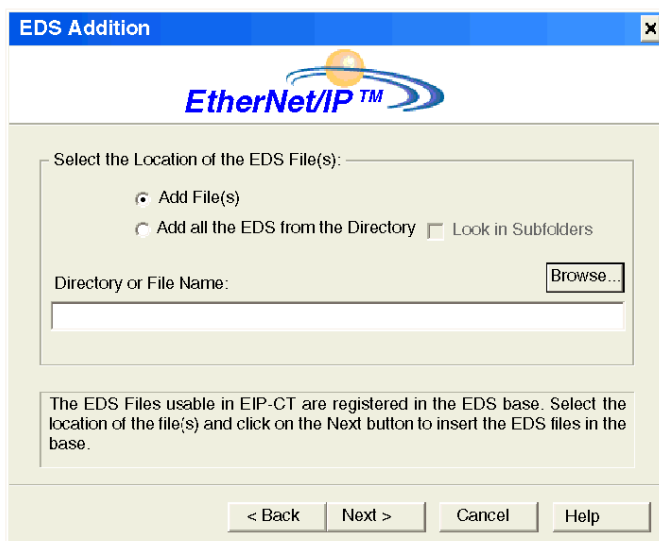 EDS Addition
EtherNet/IP TM
Select the Location of the EDS File(s):
Add File(s)
Add all the EDS from the Directory Look in Subfolders
Directory or File Name:
Browse...
The EDS Files usable in EIP-CT are registered in the EDS base. Select the
location of the file(s) and click on the Next button to insert the EDS files in the
base.
< Back Next > Cancel Help